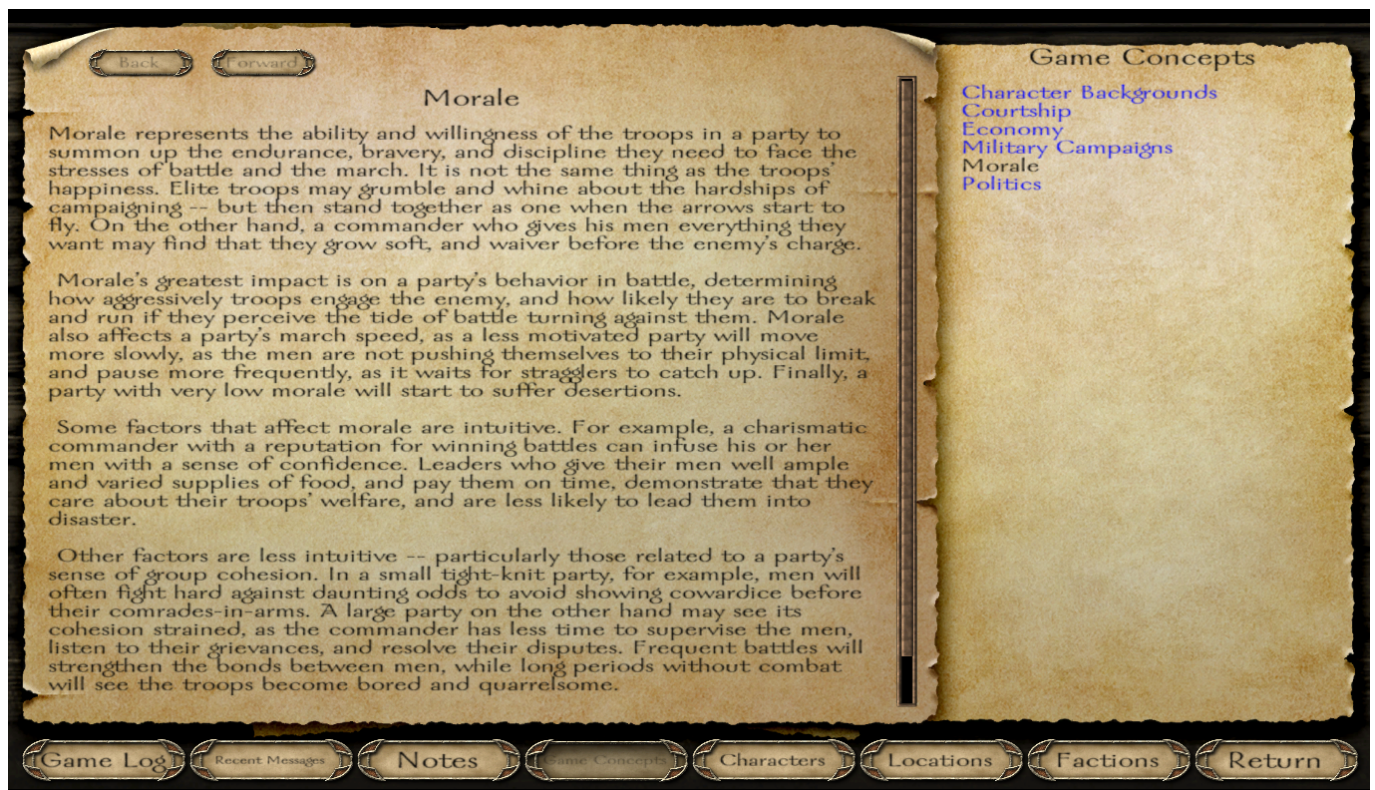 Back Forward
Morale
Morale represents the ability and willingness of the troops in a party to
summon up the endurance, bravery, and discipline they need to face the
stresses of battle and the march. It is not the same thing as the troops'
happiness. Elite troops may grumble and whine about the hardships of
campaigning -- but then stand together as one when the arrows start to
fly. On the other hand, a commander who gives his men everything they
want may find that they grow soft, and waiver before the enemy's charge.
Morale's greatest impact is on a party's behavior in battle, determining
how aggressively troops engage the enemy, and how likely they are to break
and run if they perceive the tide of battle turning against them. Morale
also affects a party's march speed, as a less motivated party will move
more slowly, as the men are not pushing themselves to their physical limit,
and pause more frequently, as it waits for stragglers to catch up. Finally, a
party with very low morale will start to suffer desertions.
Some factors that affect morale are intuitive. For example, a charismatic
commander with a reputation for winning battles can infuse his or her
men with a sense of confidence. Leaders who give their men well ample
and varied supplies of food, and pay them on time, demonstrate that they
care about their troops' welfare, and are less likely to lead them into
disaster.
Other factors are less intuitive -- particularly those related to a party's
sense of group cohesion. In a small tight-knit party, for example, men will
often fight hard against daunting odds to avoid showing cowardice before
their comrades-in-arms. A large party on the other hand may see its
cohesion strained, as the commander has less time to supervise the men,
listen to their grievances, and resolve their disputes. Frequent battles will
strengthen the bonds between men, while long periods without combat
will see the troops become bored and quarrelsome.
Game Concepts
Character Backgrounds
Courtship
Economy
Military Campaigns
Morale
Politics
Game Log Recent Messages Notes Game Concepts Characters Locations Factions Return